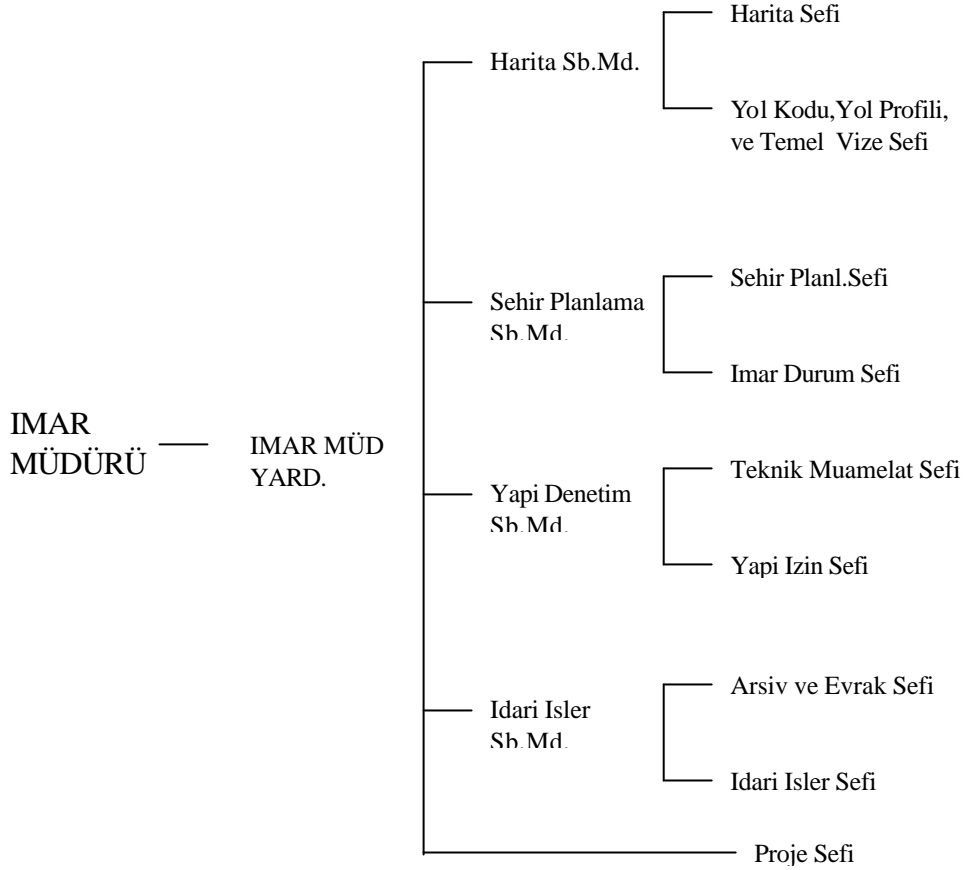 Harita Sefi
Harita Sb.Md.
Yol Kodu,Yol Profili,
ve Temel Vize Sefi
Sehir Planl.Sefi
Sehir Planlama
Sb.Md.
Imar Durum Sefi
IMAR
MÜDÜRÜ
IMAR MÜD
YARD.
Teknik Muamelat Sefi
Yapi Denetim
Sb.Md.
Yapi Izin Sefi
Arsiv ve Evrak Sefi
Idari Isler
Sb.Md.
Idari Isler Sefi
Proje Sefi